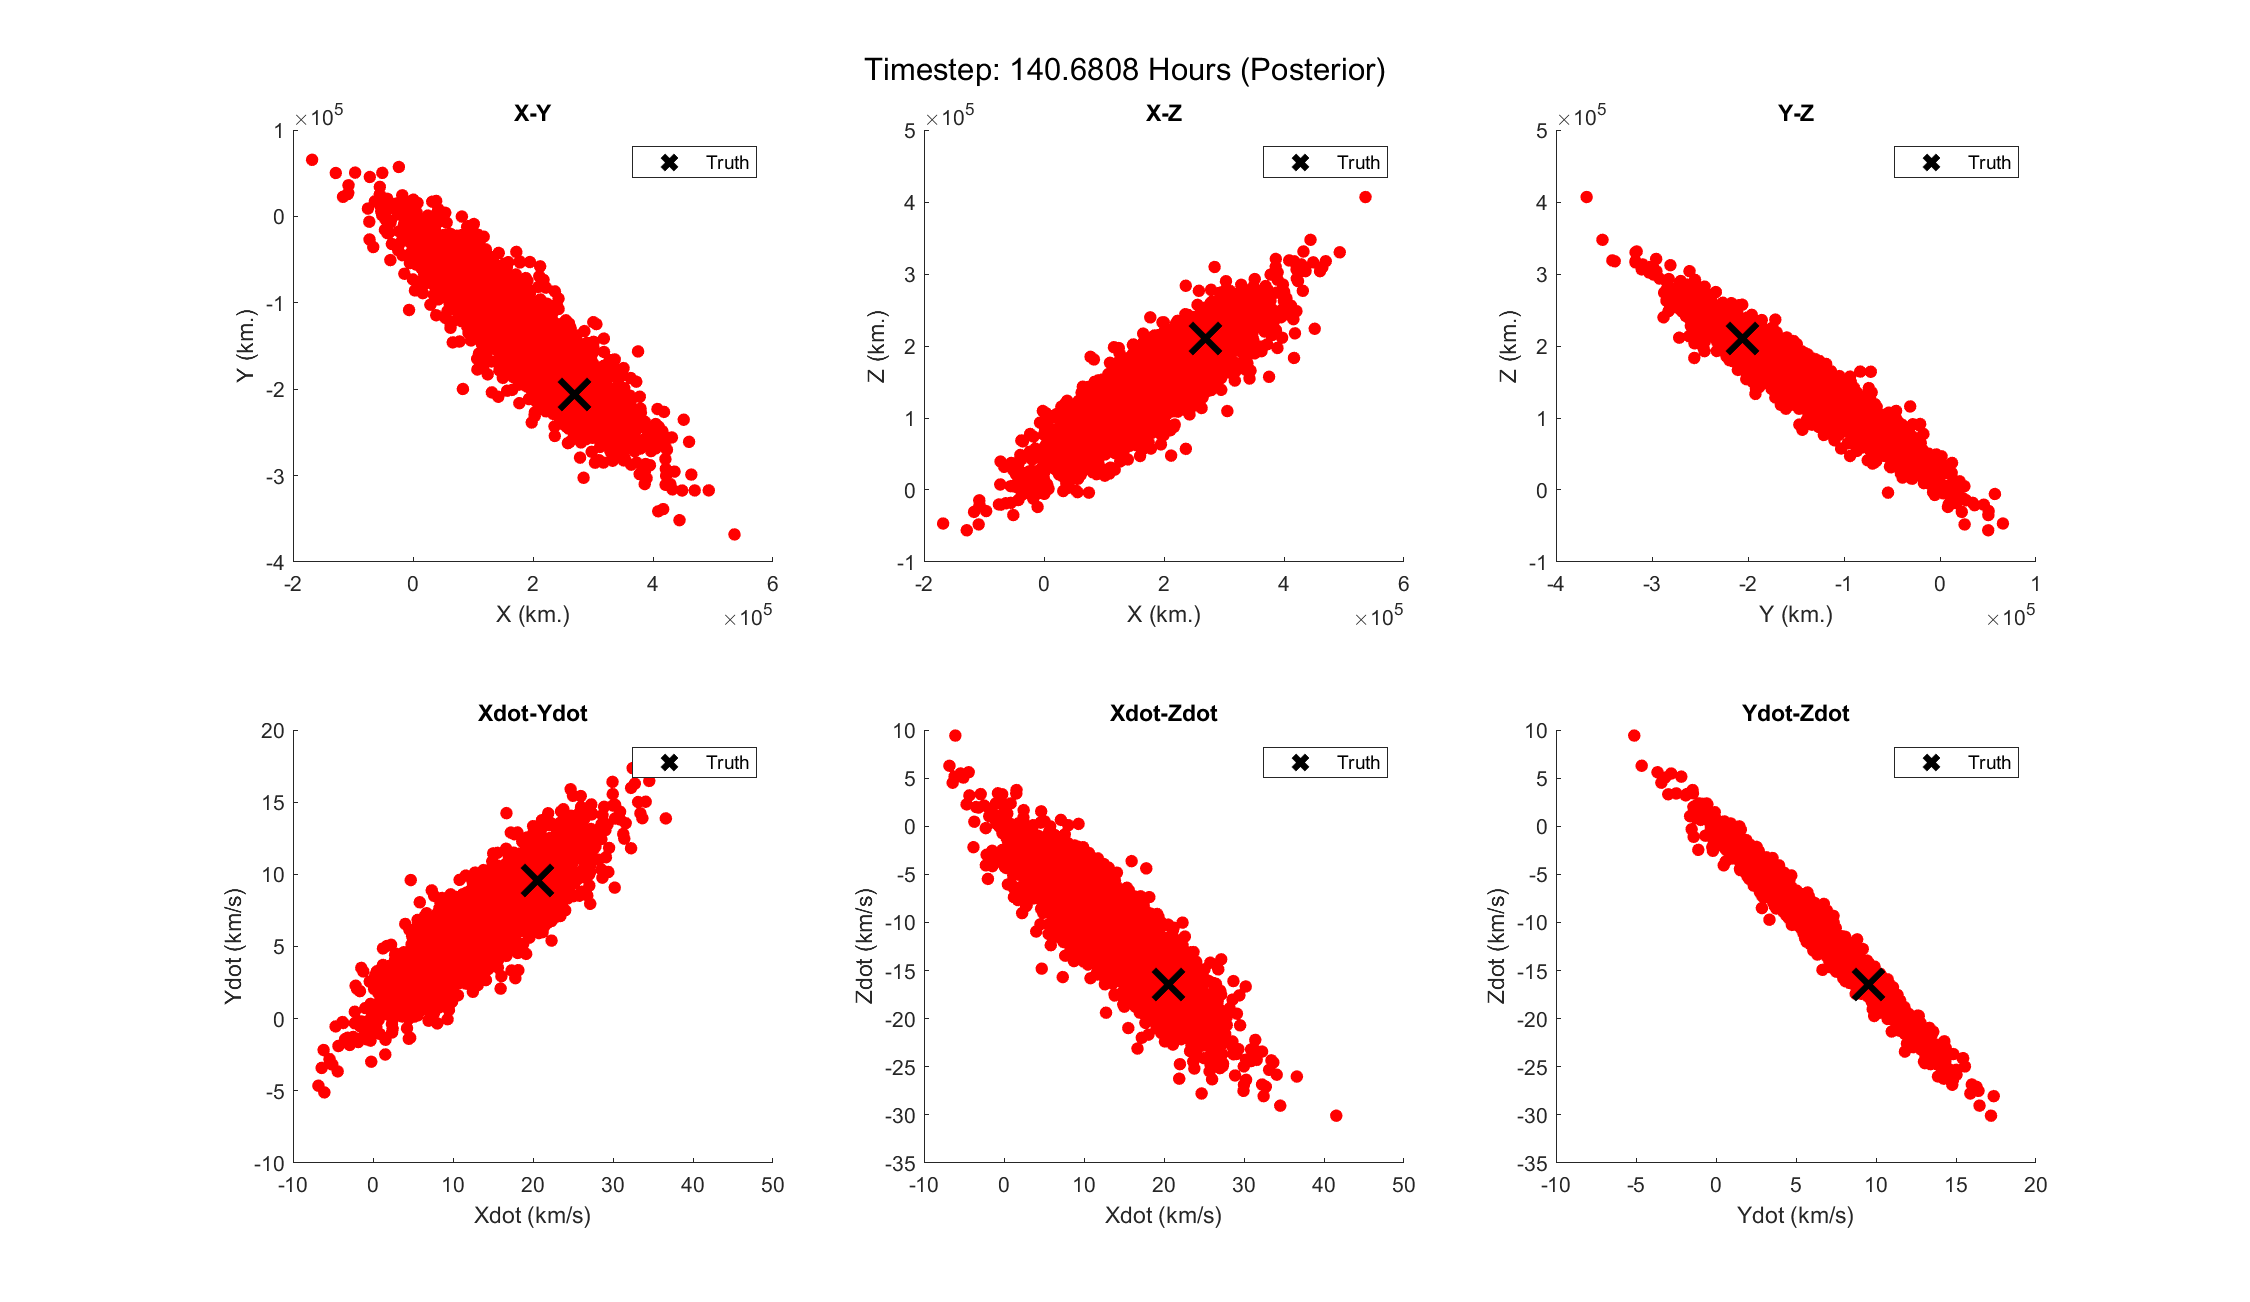 Timestep: 140.6808 Hours (Posterior)
X-Y
×10^5
Truth
1
0
-1
-2
-3
-4
Y (km.)
-2 0 2 4 6
X (km.)
×10^5
X-Z
×10^5
Truth
5
4
3
2
1
0
-1
Z (km.)
-2 0 2 4 6
X (km.)
×10^5
Y-Z
×10^5
Truth
5
4
3
2
1
0
-1
Z (km.)
-4 -3 -2 -1 0 1
Y (km.)
×10^5
Xdot-Ydot
Truth
20
15
10
5
0
-5
-10
Ydot (km/s)
-10 0 10 20 30 40 50
Xdot (km/s)
Xdot-Zdot
Truth
10
5
0
-5
-10
-15
-20
-25
-30
-35
Zdot (km/s)
-10 0 10 20 30 40 50
Xdot (km/s)
Ydot-Zdot
Truth
10
5
0
-5
-10
-15
-20
-25
-30
-35
Zdot (km/s)
-10 -5 0 5 10 15 20
Ydot (km/s)